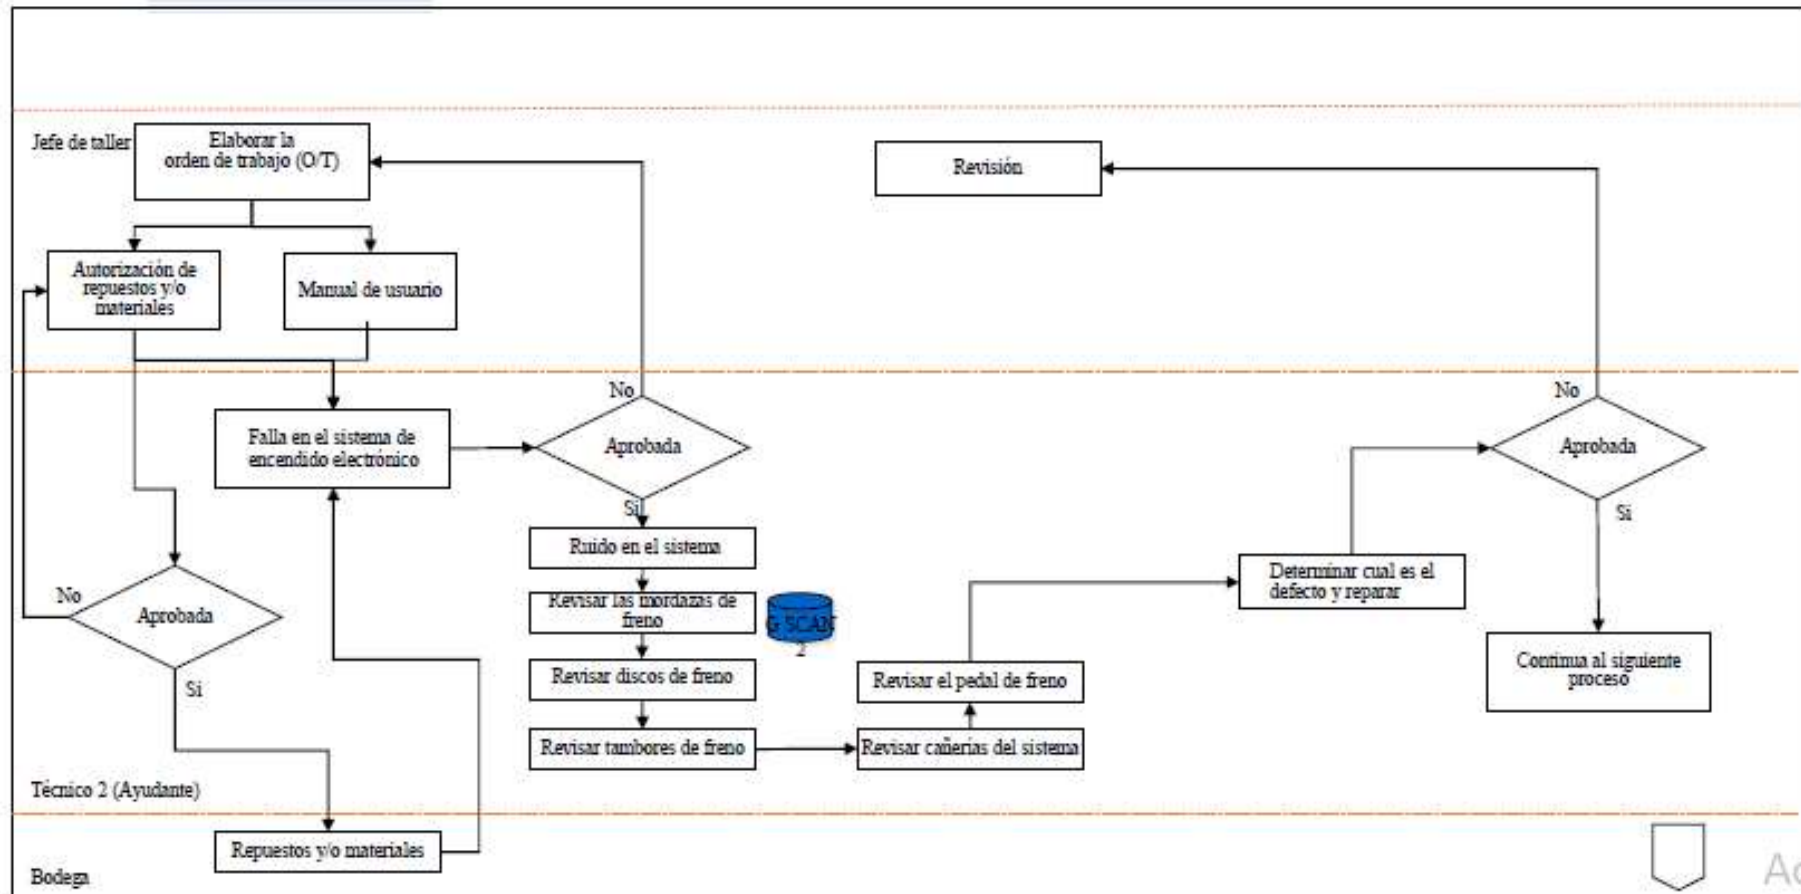 Jefe de taller
Elaborar la
orden de trabajo (O/T)
Revisión
Autorización de
repuestos y/o
materiales
Manual de usuario
No
No
Falla en el sistema de
encendido electrónico
Aprobada
Aprobada
Si
Si
Ruido en el sistema
Determinar cual es el
defecto y reparar
No
Revisar las mordazas de
freno
G SCAN
2
Aprobada
Si
Revisar discos de freno
Revisar el pedal de freno
Continua al siguiente
proceso
Revisar tambores de freno
Revisar cañerías del sistema
Técnico 2 (Ayudante)
Repuestos y/o materiales
Bodega